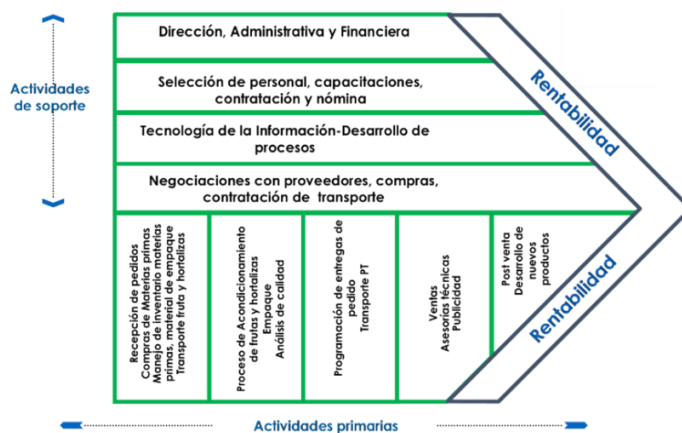 Dirección, Administrativa y Financiera
Actividades
de soporte
Selección de personal, capacitaciones,
contratación y nómina
Tecnología de la Información-Desarrollo de
procesos
Negociaciones con proveedores, compras,
contratación de transporte
Rentabilidad
Recepción de pedidos
Compras de Materias primas
Manejo de Inventario materias
primas, material de empaque
Transporte fruta y hortalizas
Proceso de Acondicionamiento
de frutas y hortalizas
Empaque
Análisis de calidad
Programación de entregas de
pedido
Transporte PT
Ventas
Asesorías técnicas
Publicidad
Post venta
Desarrollo de
nuevos
productos
Rentabilidad
Actividades primarias